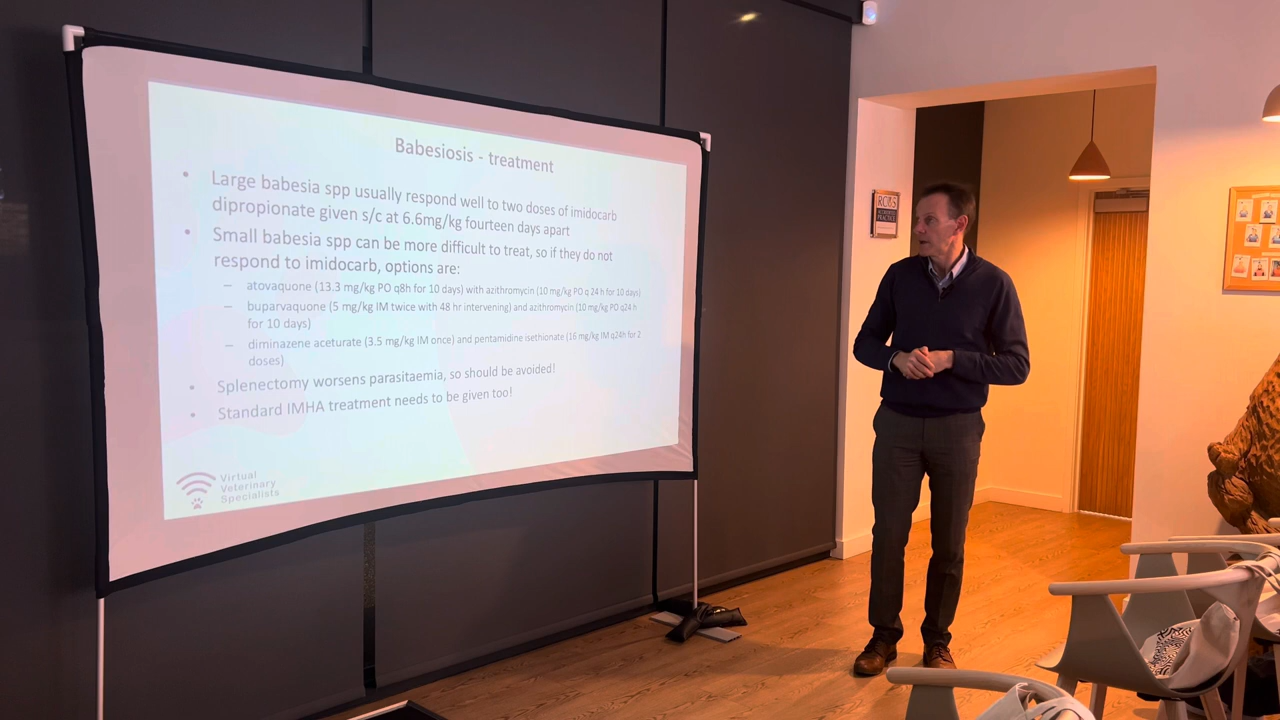 Babesiosis - treatment
• Large babesia spp usually respond well to two doses of imidocarb
dipropionate given s/c at 6.6mg/kg fourteen days apart
• Small babesia spp can be more difficult to treat, so if they do not
respond to imidocarb, options are:
– atovaquone (13.3 mg/kg PO q8h for 10 days) with azithromycin (10 mg/kg PO q 24 h for 10 days)
– buparvaquone (5 mg/kg IM twice with 48 hr intervening) and azithromycin (10 mg/kg PO q24 h
for 10 days)
– diminazene aceturate (3.5 mg/kg IM once) and pentamidine isethionate (16 mg/kg IM q24h for 2
doses)
• Splenectomy worsens parasitaemia, so should be avoided!
• Standard IMHA treatment needs to be given too!
Virtual
Veterinary
Specialists
RCVS
ACCREDITED
PRACTICE